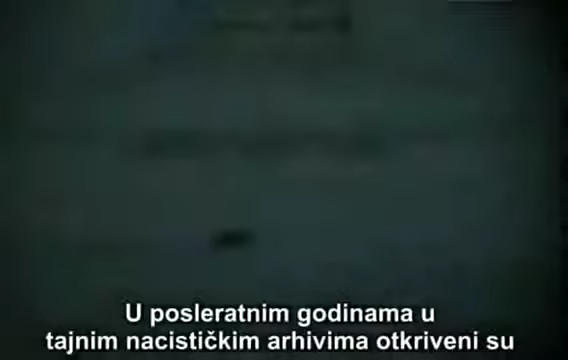 U posleratnim godinama u
tajnim nacističkim arhivima otkriveni su